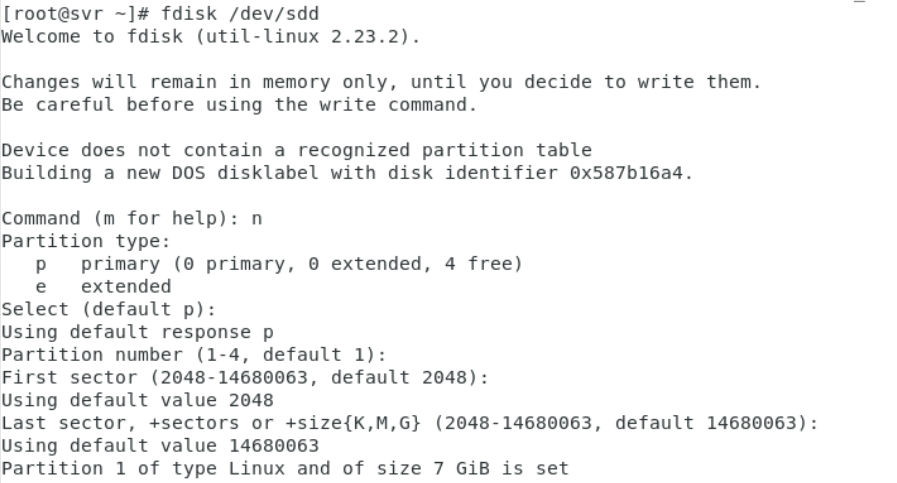 [root@svr ~]# fdisk /dev/sdd
Welcome to fdisk (util-linux 2.23.2).

Changes will remain in memory only, until you decide to write them.
Be careful before using the write command.

Device does not contain a recognized partition table
Building a new DOS disklabel with disk identifier 0x587b16a4.

Command (m for help): n
Partition type:
   p   primary (0 primary, 0 extended, 4 free)
   e   extended
Select (default p):
Using default response p
Partition number (1-4, default 1):
First sector (2048-14680063, default 2048):
Using default value 2048
Last sector, +sectors or +size{K,M,G} (2048-14680063, default 14680063):
Using default value 14680063
Partition 1 of type Linux and of size 7 GiB is set